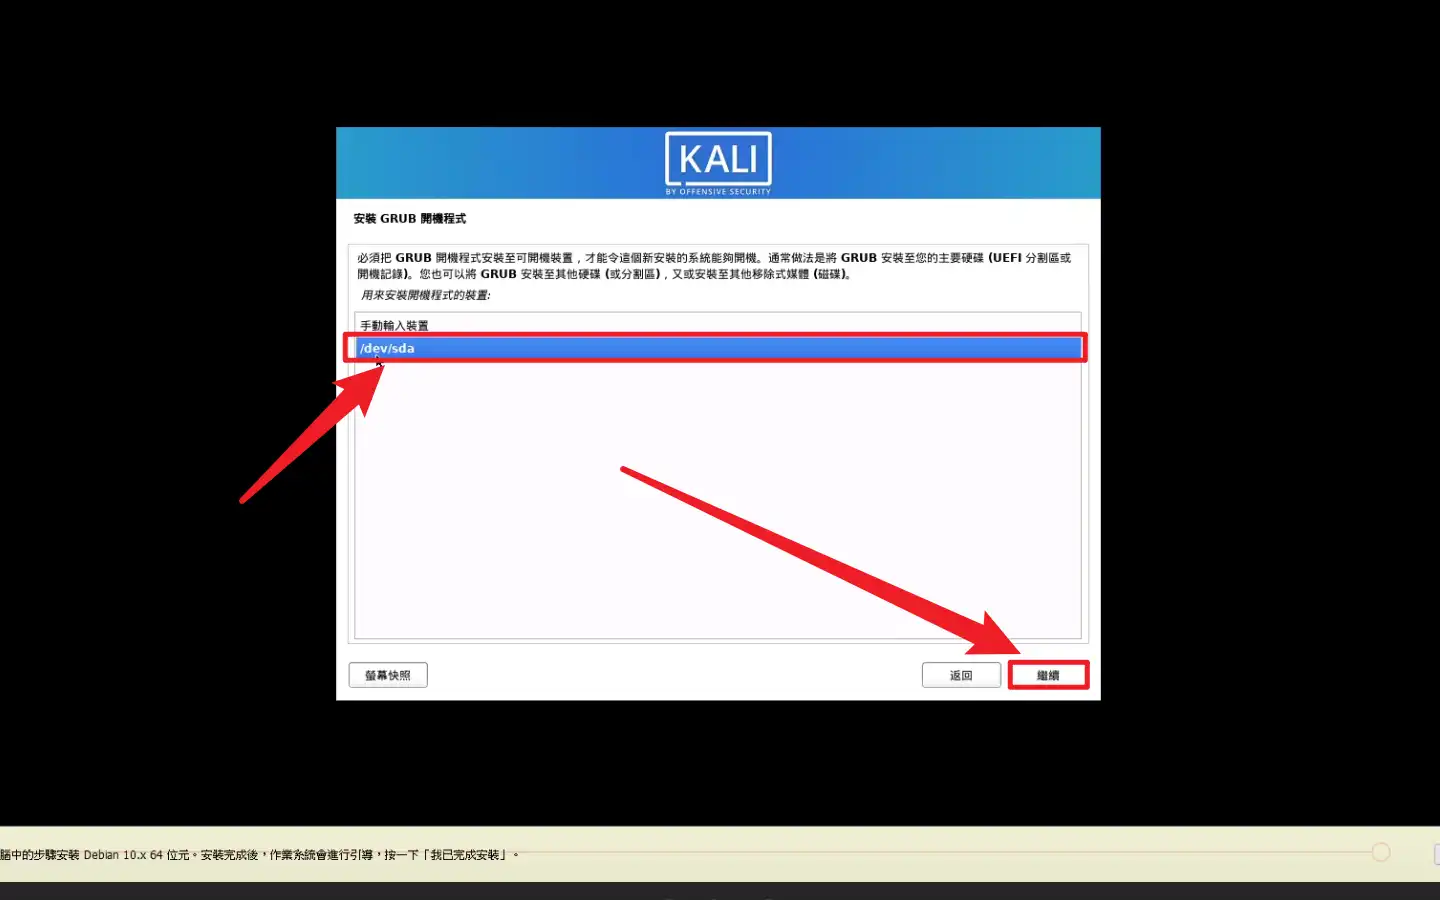 KALI
BY OFFENSIVE SECURITY
安裝 GRUB 開機程式
必須把 GRUB 開機程式安裝至可開機裝置，才能令這個新安裝的系統能夠開機。通常做法是將 GRUB 安裝至您的主要硬碟 (UEFI 分割區或
開機記錄)。您也可以將 GRUB 安裝至其他硬碟 (或分割區)，又或安裝至其他移除式媒體 (磁碟)。
用來安裝開機程式的裝置:
手動輸入裝置
/dev/sda
螢幕快照
返回
繼續
腦中的步驟安裝 Debian 10.x 64 位元。安裝完成後，作業系統會進行引導，按一下「我已完成安裝」。